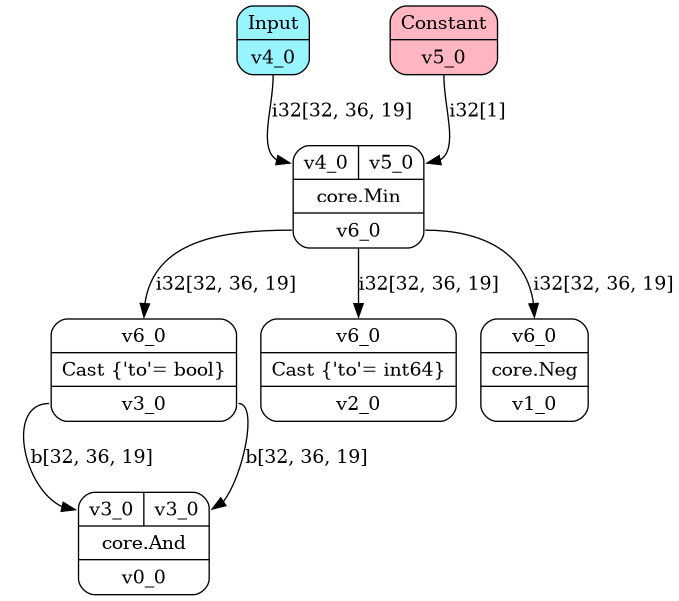 Input
v4_0
Constant
v5_0
i32[32, 36, 19]
i32[1]
v4_0
v5_0
core.Min
v6_0
i32[32, 36, 19]
i32[32, 36, 19]
i32[32, 36, 19]
v6_0
Cast {'to'= bool}
v3_0
v6_0
Cast {'to'= int64}
v2_0
v6_0
core.Neg
v1_0
b[32, 36, 19]
b[32, 36, 19]
v3_0
v3_0
core.And
v0_0